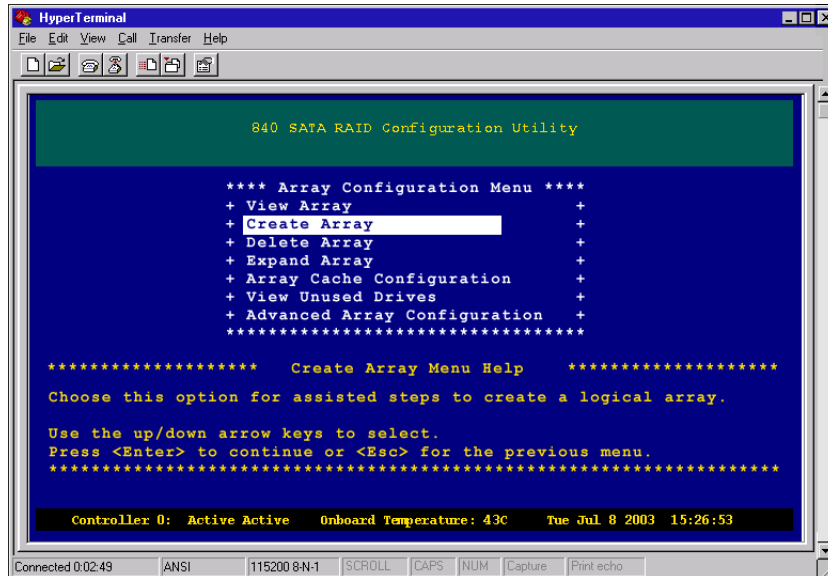 HyperTerminal
File Edit View Call Transfer Help
840 SATA RAID Configuration Utility
**** Array Configuration Menu ****
+ View Array +
+ Create Array +
+ Delete Array +
+ Expand Array +
+ Array Cache Configuration +
+ View Unused Drives +
+ Advanced Array Configuration +
**********************************
******************** Create Array Menu Help ********************
Choose this option for assisted steps to create a logical array.
Use the up/down arrow keys to select.
Press <Enter> to continue or <Esc> for the previous menu.
**********************************************************************
Controller 0: Active Active Onboard Temperature: 43C Tue Jul 8 2003 15:26:53
Connected 0:02:49 ANSI 115200 8-N-1 SCROLL CAPS NUM Capture Print echo